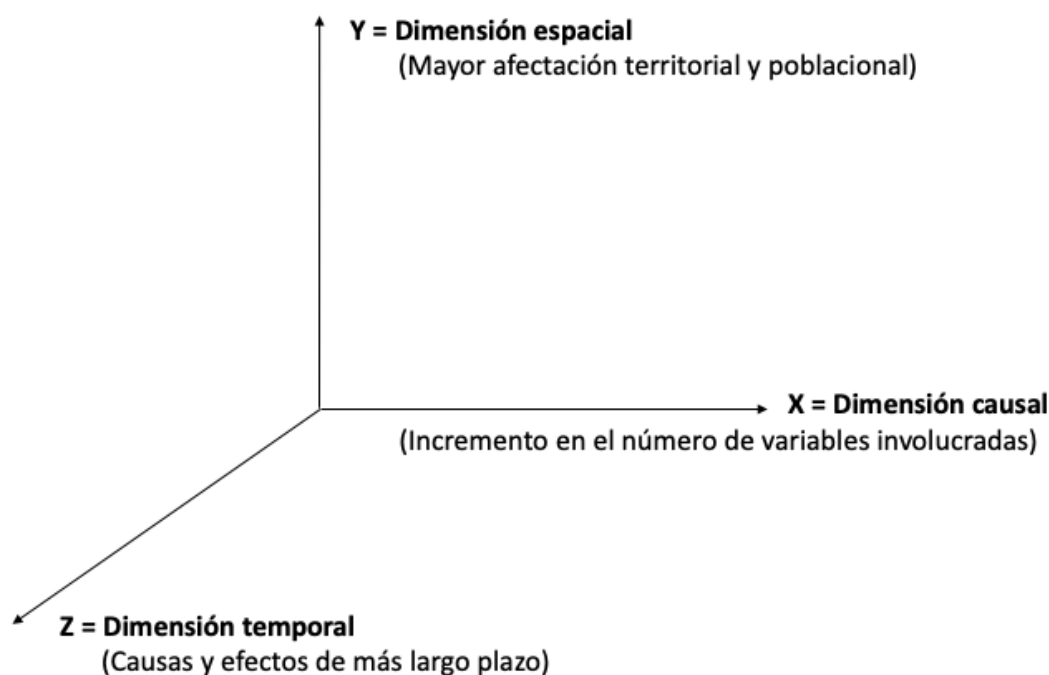 Y = Dimensión espacial
(Mayor afectación territorial y poblacional)
X = Dimensión causal
(Incremento en el número de variables involucradas)
Z = Dimensión temporal
(Causas y efectos de más largo plazo)